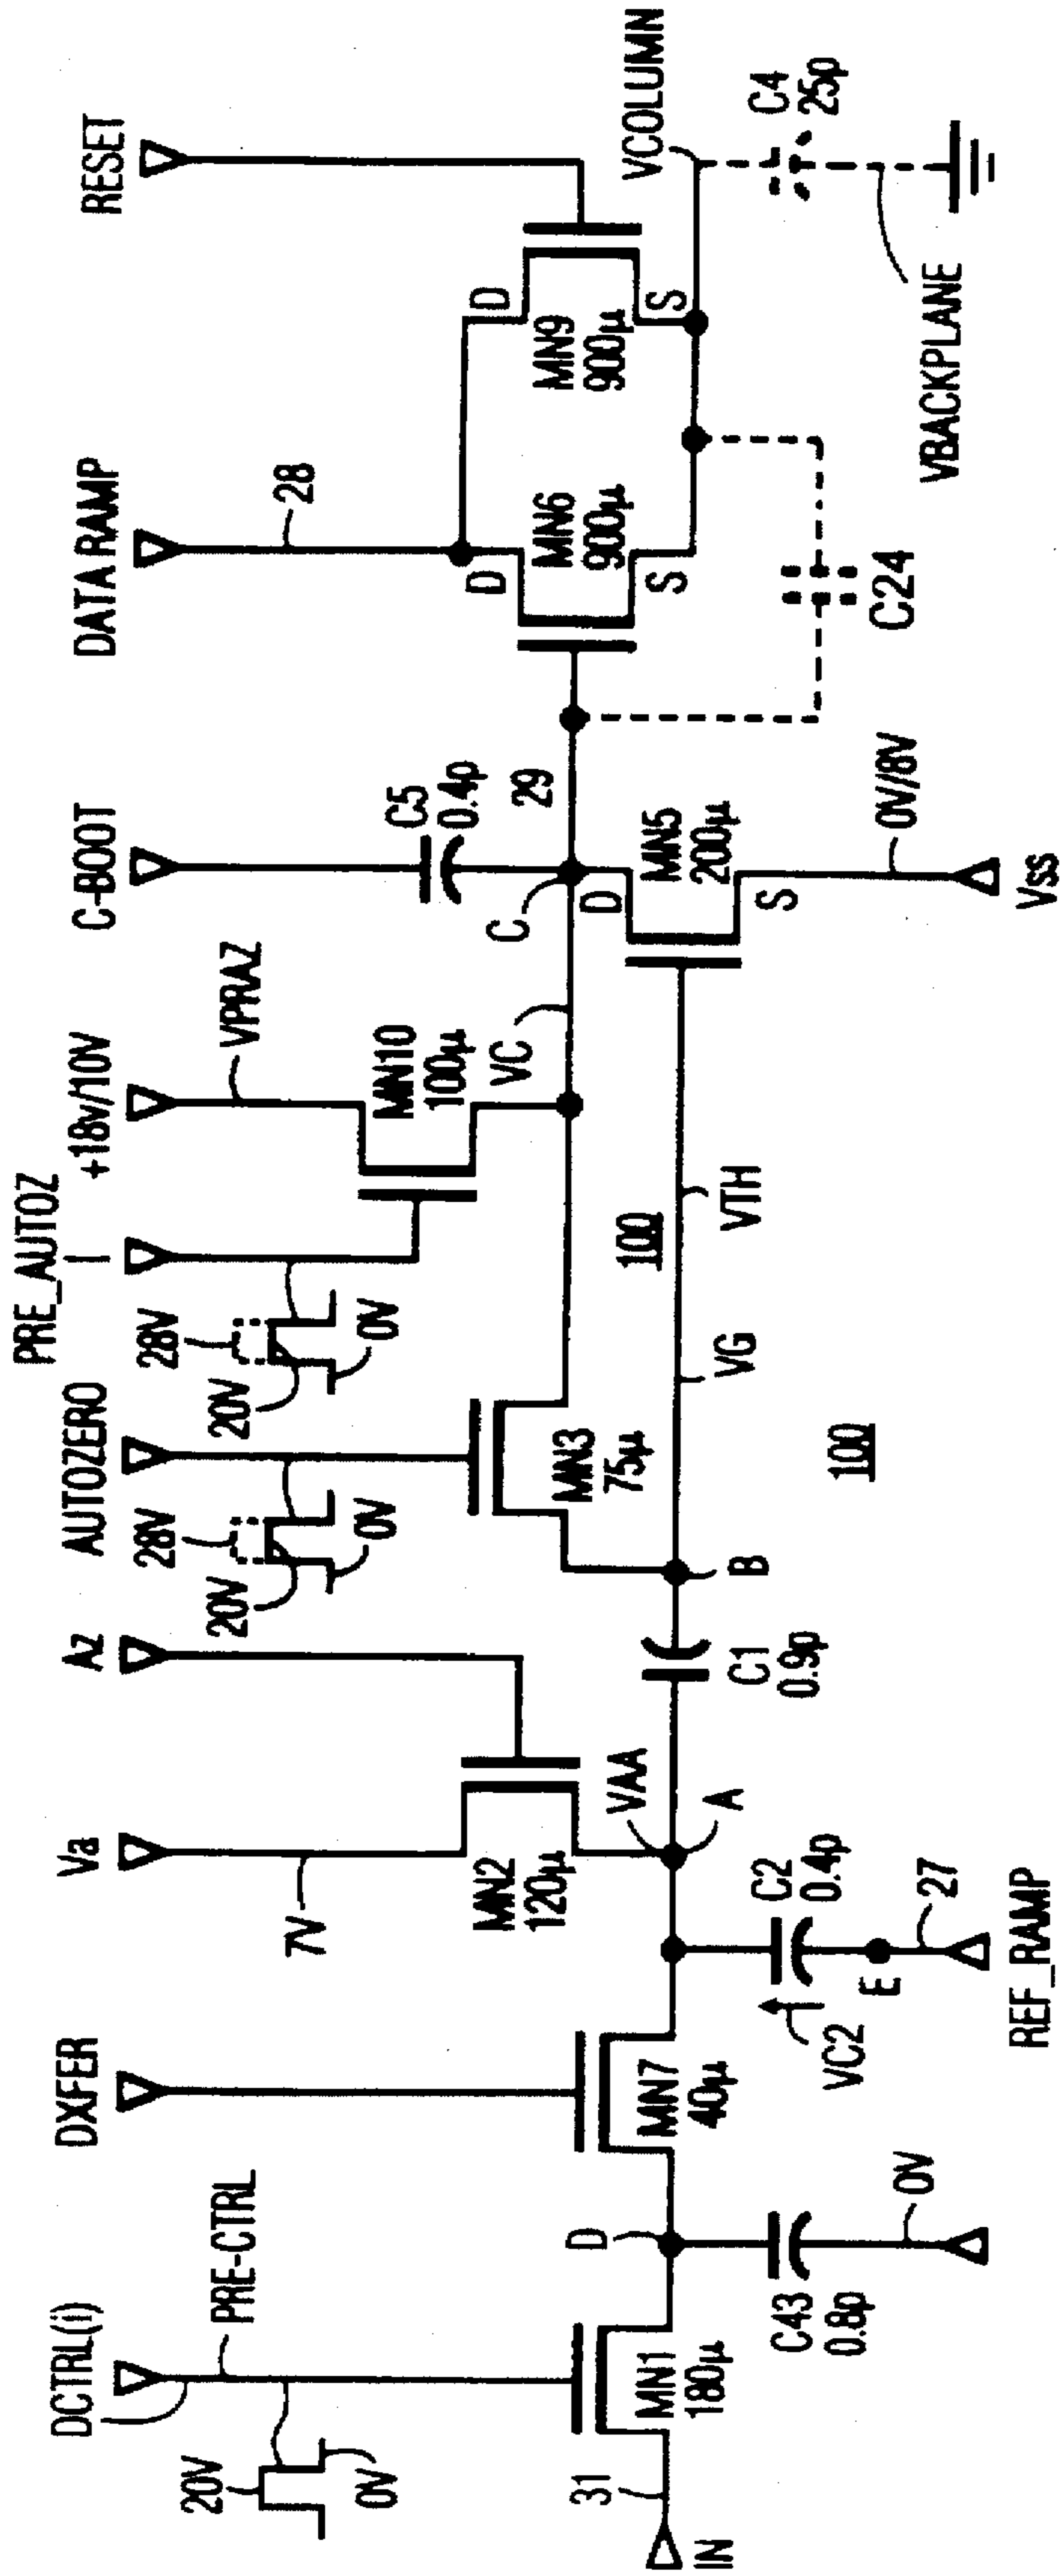 PRE_AUTOZ
DCTRL(i)
PRE-CTRL
20V
0V
DXFER
Va
7V
Az
AUTOZERO
28V
20V
0V
28V
20V
0V
+18v/10V
VPRAZ
C-BOOT
DATA RAMP
28
RESET
IN
31
MN1
180μ
D
C43
0.8p
0V
MN7
40μ
VC2
C2
0.4p
E
27
REF_RAMP
MN2
120μ
VAA
A
C1
0.9p
B
MN3
75μ
VG
VTH
100
100
MN10
100μ
VC
C
C5
0.4p
29
D
MN5
200μ
S
0V/8V
Vss
D
MN6
900μ
S
C24
D
MN9
900μ
S
VCOLUMN
C4
25p
VBACKPLANE